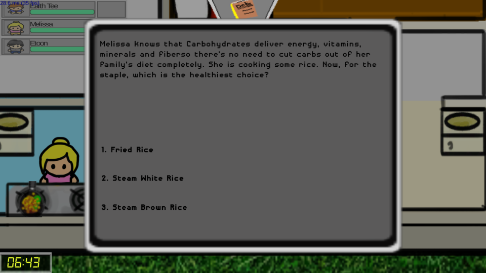 Melissa
Melissa knows that Carbohydrates deliver energy, vitamins,
minerals and Fiberso there's no need to cut carbs out of her
Family's diet completely. She is cooking some rice. Now, For the
staple, which is the healthiest choice?
1. Fried Rice
2. Steam White Rice
3. Steam Brown Rice
06:43